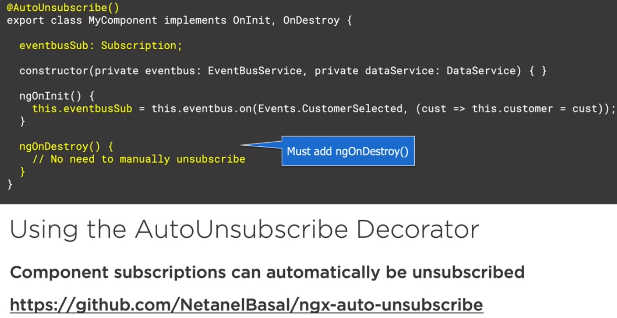 @AutoUnsubscribe()
export class MyComponent implements OnInit, OnDestroy {
eventbusSub: Subscription;
constructor(private eventbus: EventBusService, private dataService: DataService) { }
ngOnInit() {
this.eventbusSub = this.eventbus.on(Events.CustomerSelected, (cust => this.customer = cust));
}
ngOnDestroy() {
// No need to manually unsubscribe
}
}
Must add ngOnDestroy()
Using the AutoUnsubscribe Decorator
Component subscriptions can automatically be unsubscribed
https://github.com/NetanelBasal/ngx-auto-unsubscribe